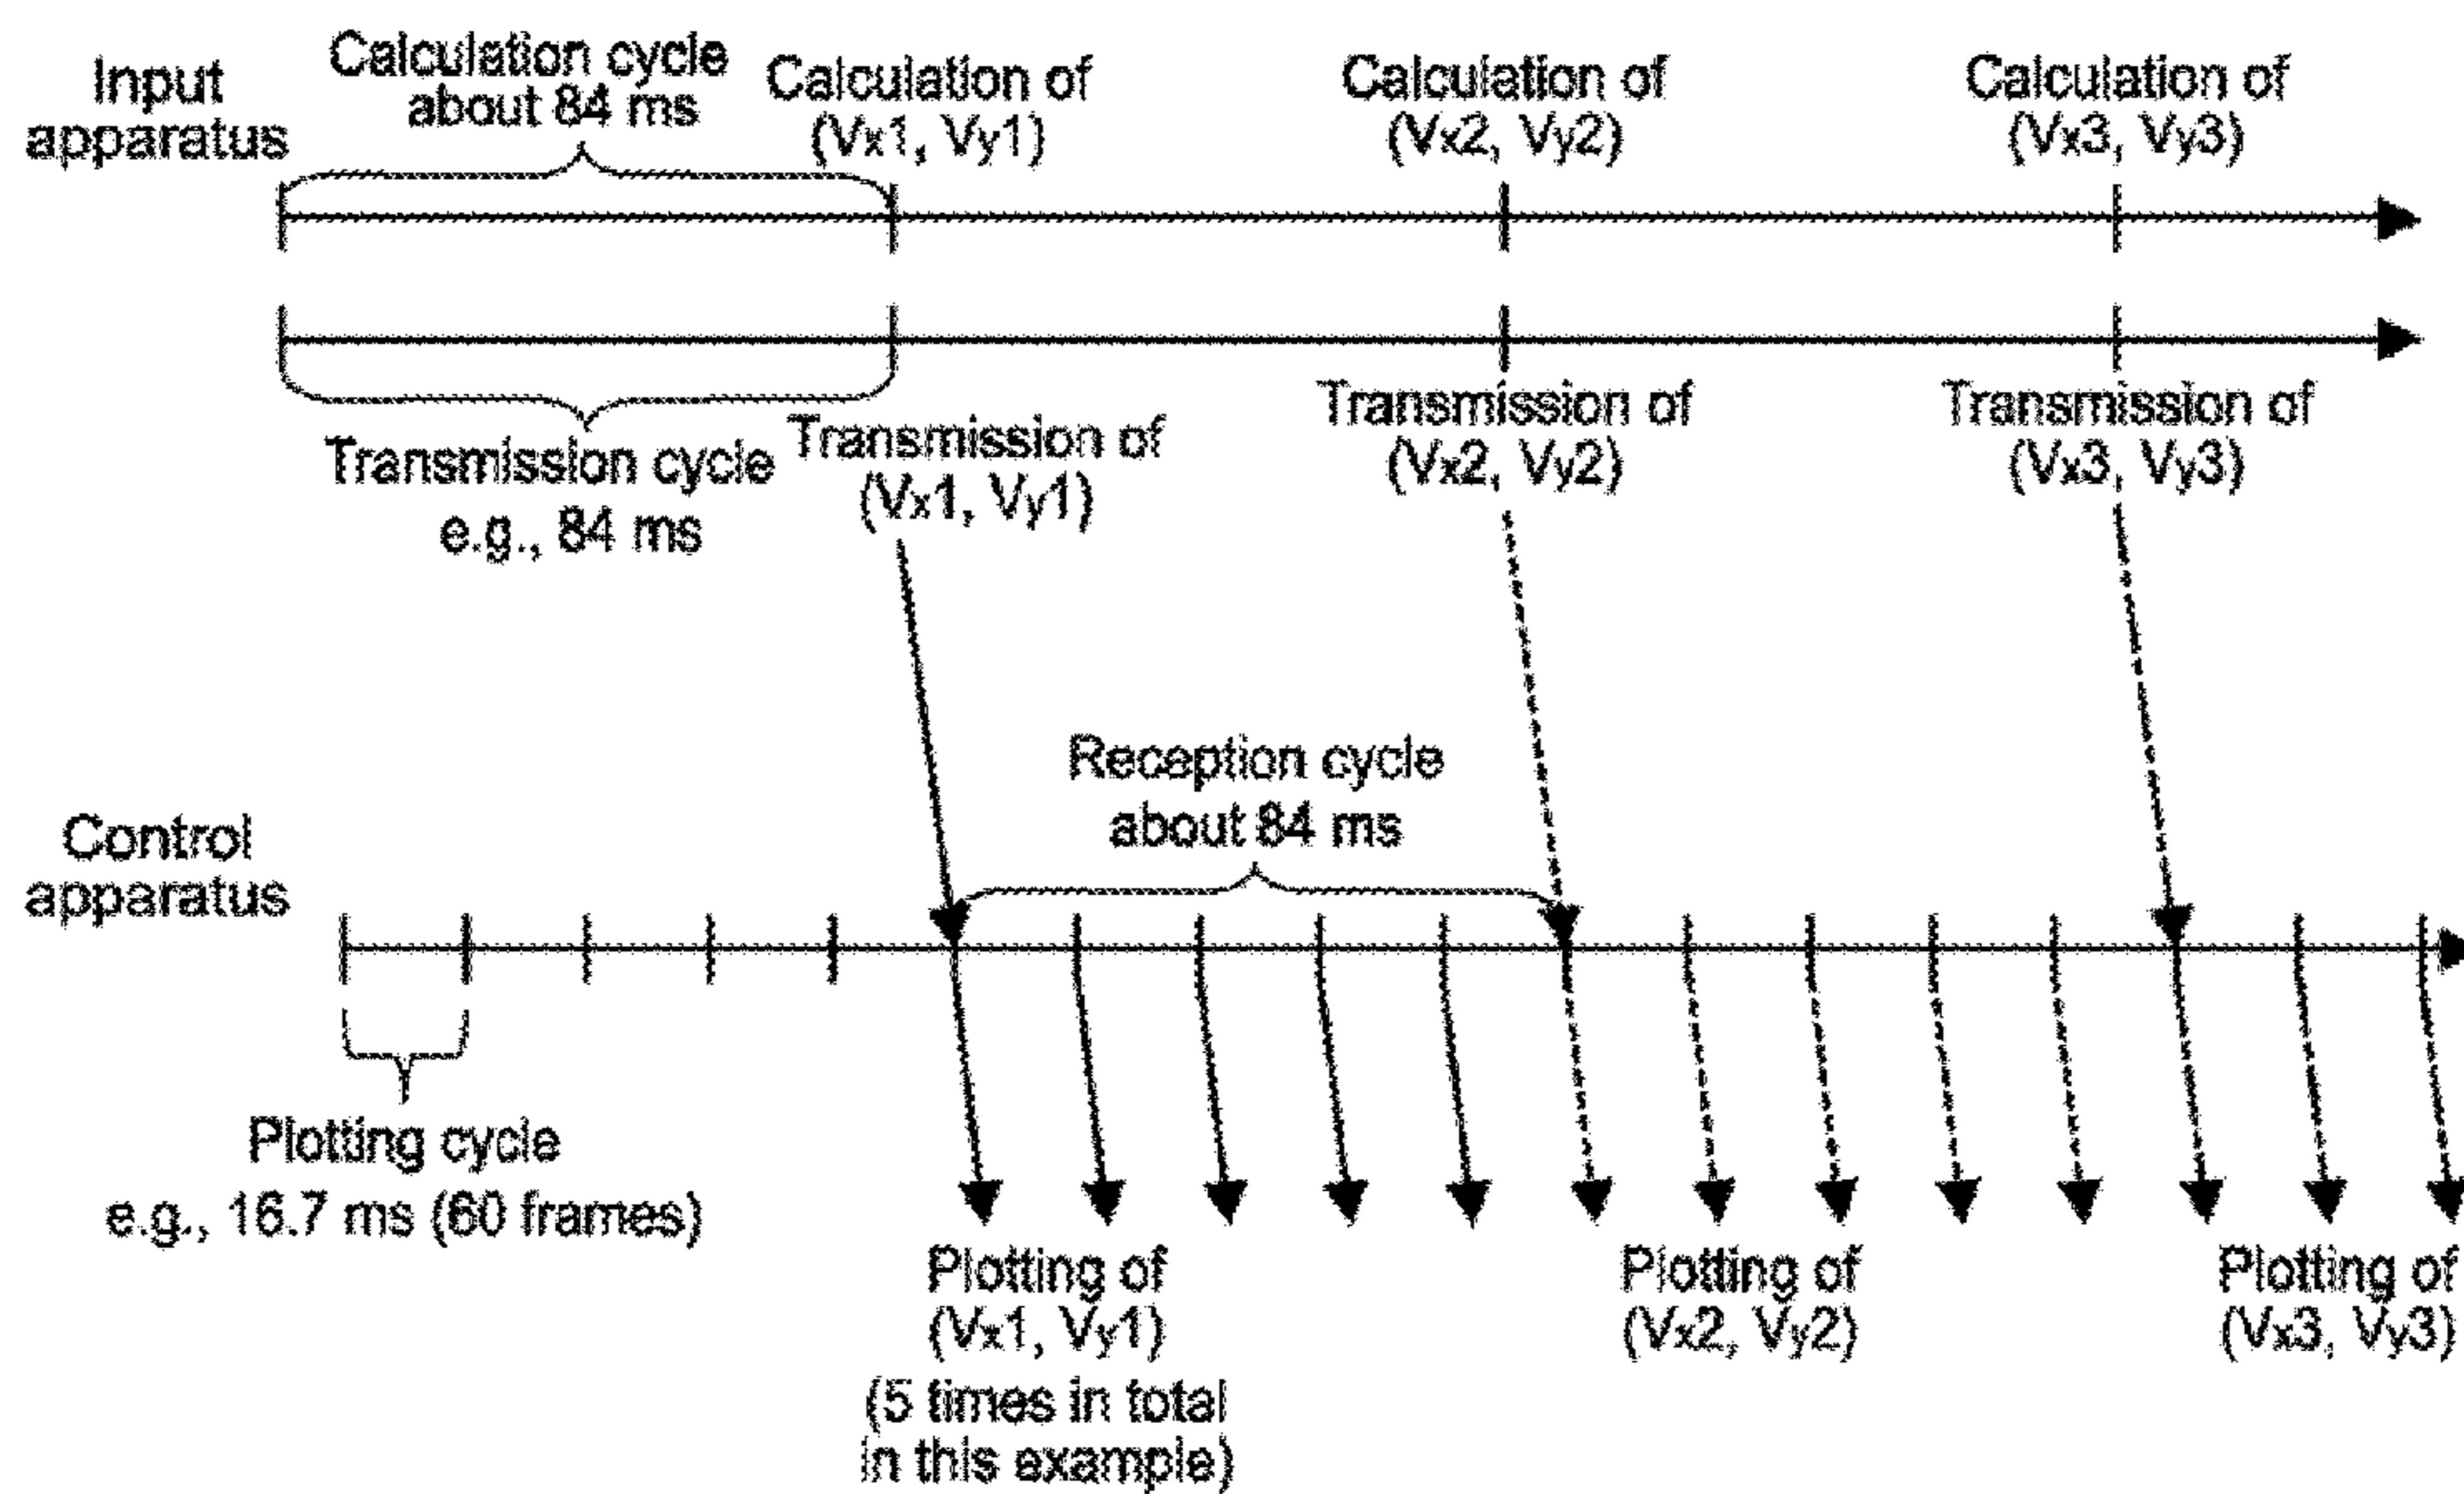 Input
apparatus
Calculation cycle
about 84 ms
Calculation of
(Vx1, Vy1)
Calculation of
(Vx2, Vy2)
Calculation of
(Vx3, Vy3)
Transmission cycle
e.g., 84 ms
Transmission of
(Vx1, Vy1)
Transmission of
(Vx2, Vy2)
Transmission of
(Vx3, Vy3)
Reception cycle
about 84 ms
Control
apparatus
Plotting cycle
e.g., 16.7 ms (60 frames)
Plotting of
(Vx1, Vy1)
(5 times in total
in this example)
Plotting of
(Vx2, Vy2)
Plotting of
(Vx3, Vy3)